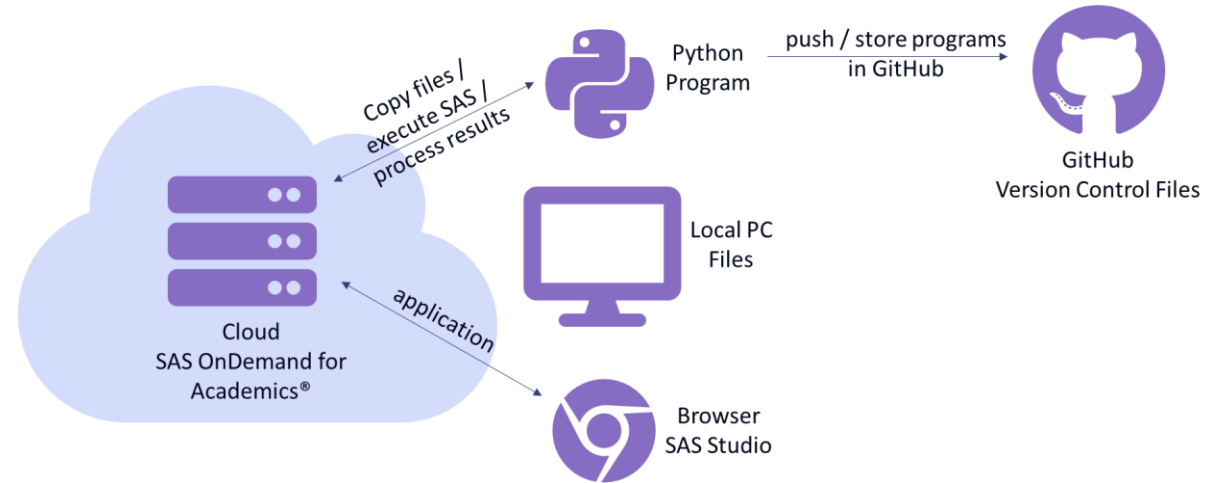 Copy files /
execute SAS /
process results
Python
Program
push / store programs
in GitHub
GitHub
Version Control Files
Local PC
Files
Cloud
SAS OnDemand for
Academics®
application
Browser
SAS Studio